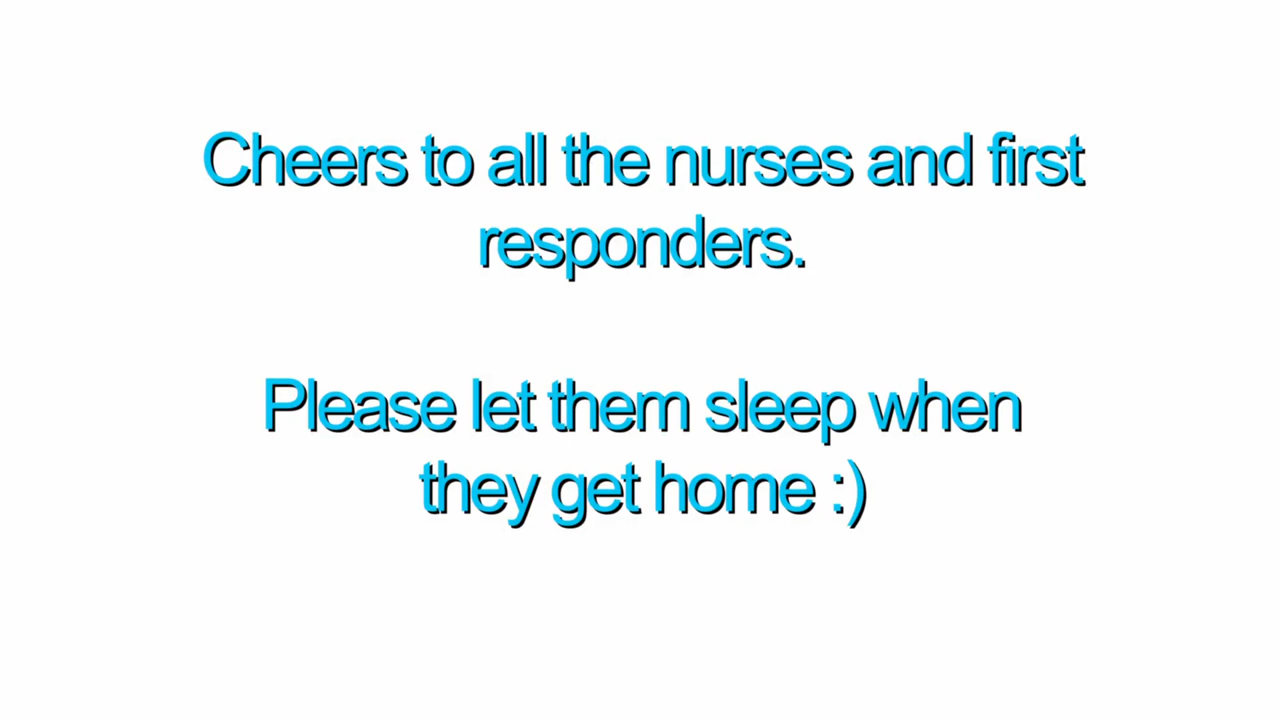 Cheers to all the nurses and first
responders.
Please let them sleep when
they get home :)